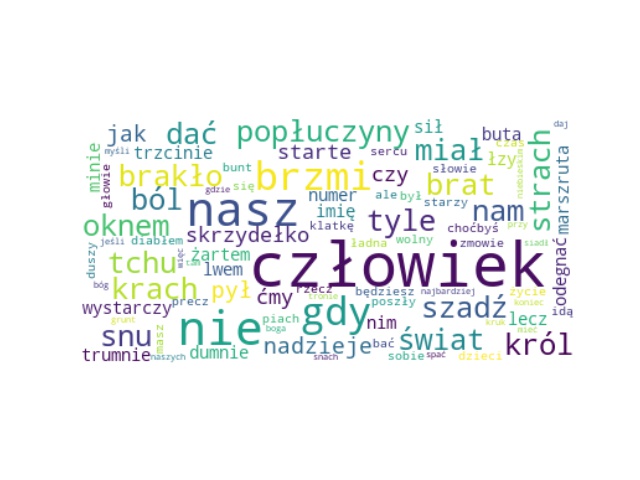 jak
dać
popłuczyny
sił
buta
daj
myśli
trzcinie
starte
sercu
miał
czas
minie
głowie
brakło
bunt
gdzie
się
brzmi
czy
słowie
łzy
niebieskim
strach
marszruta
ból
nasz
numer
imię
klatkę
ale
był
brat
starzy
nam
choćbyś
przy
oknem
skrzydełko
tyle
ładna
wolny
zmowie
siadł
odegnać
duszy
jeśli
diabłem
więc
żartem
tam
tchu
lwem
człowiek
bóg
krach
pył
ćmy
rzecz
tronie
będziesz
najbardziej
życie
wystarczy
precz
gdy
poszły
szadź
koniec
idą
grunt
piach
boga
nim
kruk
lecz
mieć
snu
masz
nie
nadzieje
bać
świat
król
trumnie
naszych
dumnie
snach
sobie
spać
dzieci